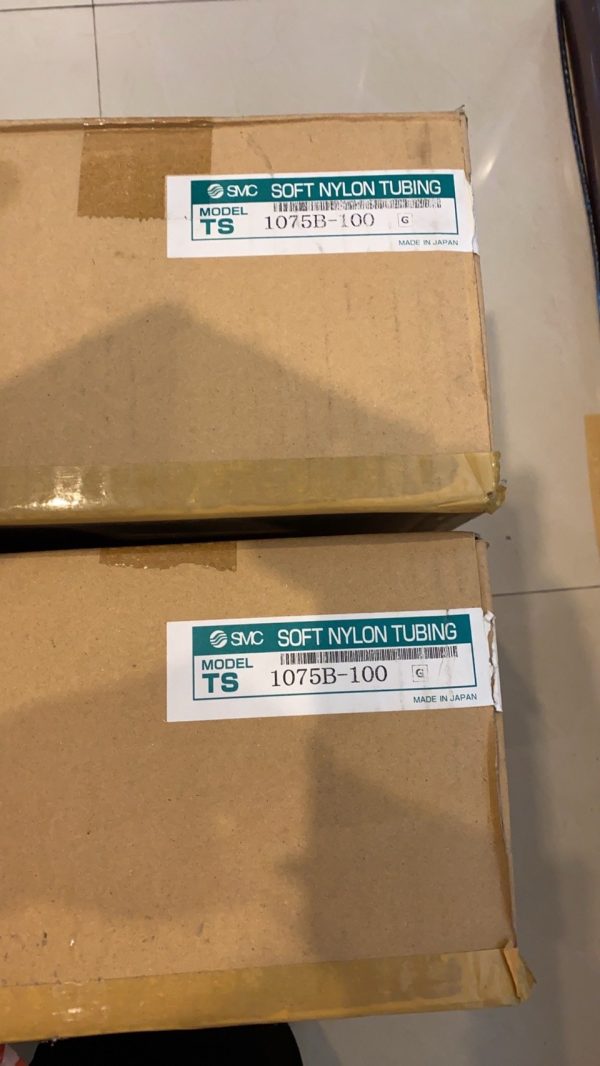 SMC SOFT NYLON TUBING
MODEL
TS 1075B-100 G
MADE IN JAPAN
SMC SOFT NYLON TUBING
MODEL
TS 1075B-100 G
MADE IN JAPAN